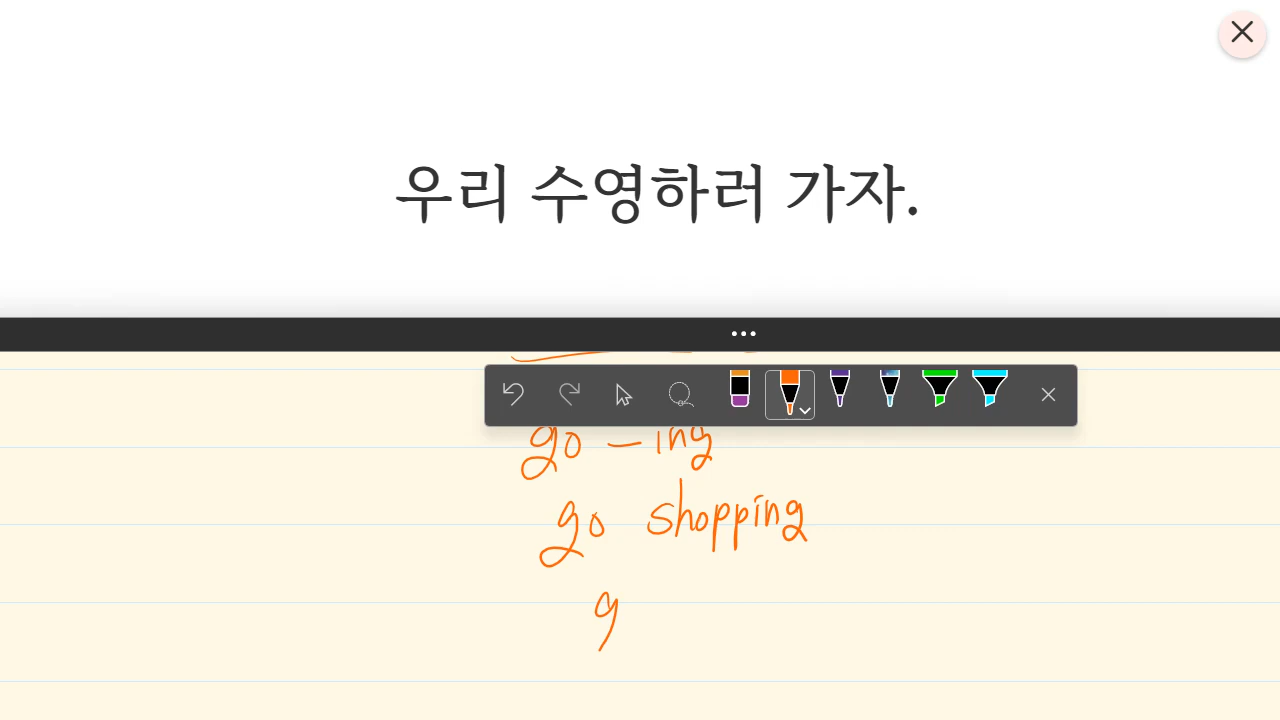 우리 수영하러 가자.
go – ing
go shopping
g